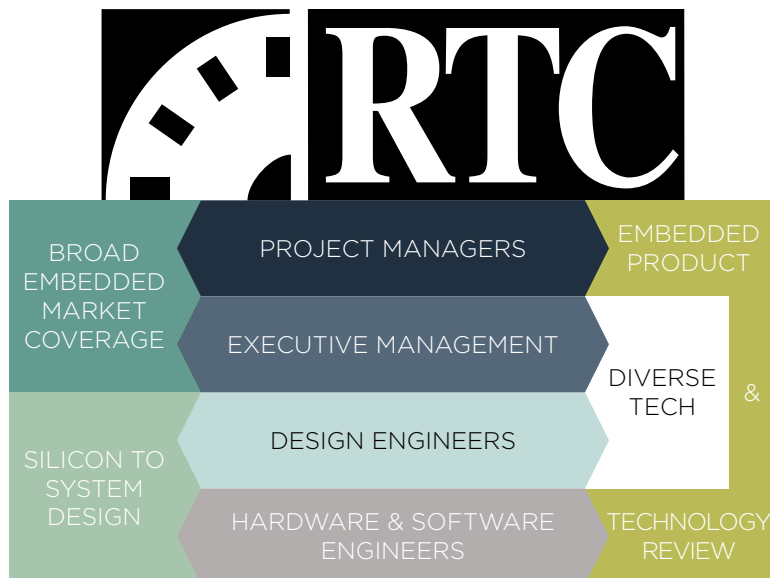 RTC
BROAD
EMBEDDED
MARKET
COVERAGE
SILICON TO
SYSTEM
DESIGN
PROJECT MANAGERS
EXECUTIVE MANAGEMENT
DESIGN ENGINEERS
HARDWARE & SOFTWARE
ENGINEERS
EMBEDDED
PRODUCT
&
TECHNOLOGY
REVIEW
DIVERSE
TECH